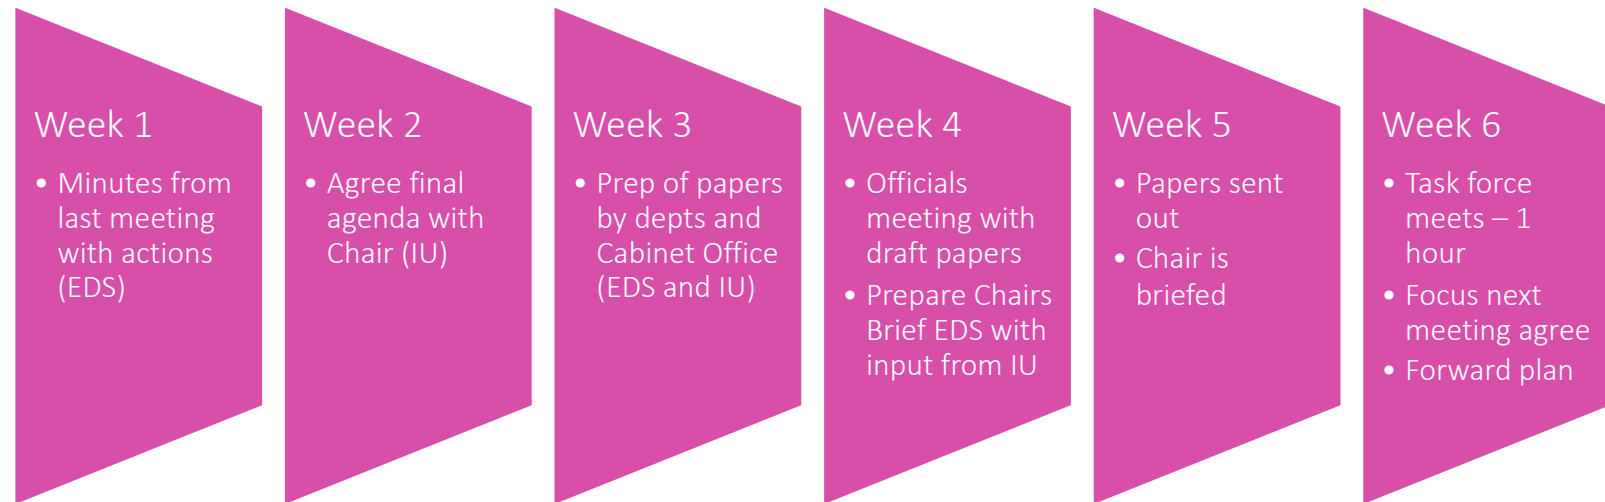 Week 1
• Minutes from
last meeting
with actions
(EDS)
Week 2
• Agree final
agenda with
Chair (IU)
Week 3
• Prep of papers
by depts and
Cabinet Office
(EDS and IU)
Week 4
• Officials
meeting with
draft papers
• Prepare Chairs
Brief EDS with
input from IU
Week 5
• Papers sent
out
• Chair is
briefed
Week 6
• Task force
meets – 1
hour
• Focus next
meeting agree
• Forward plan